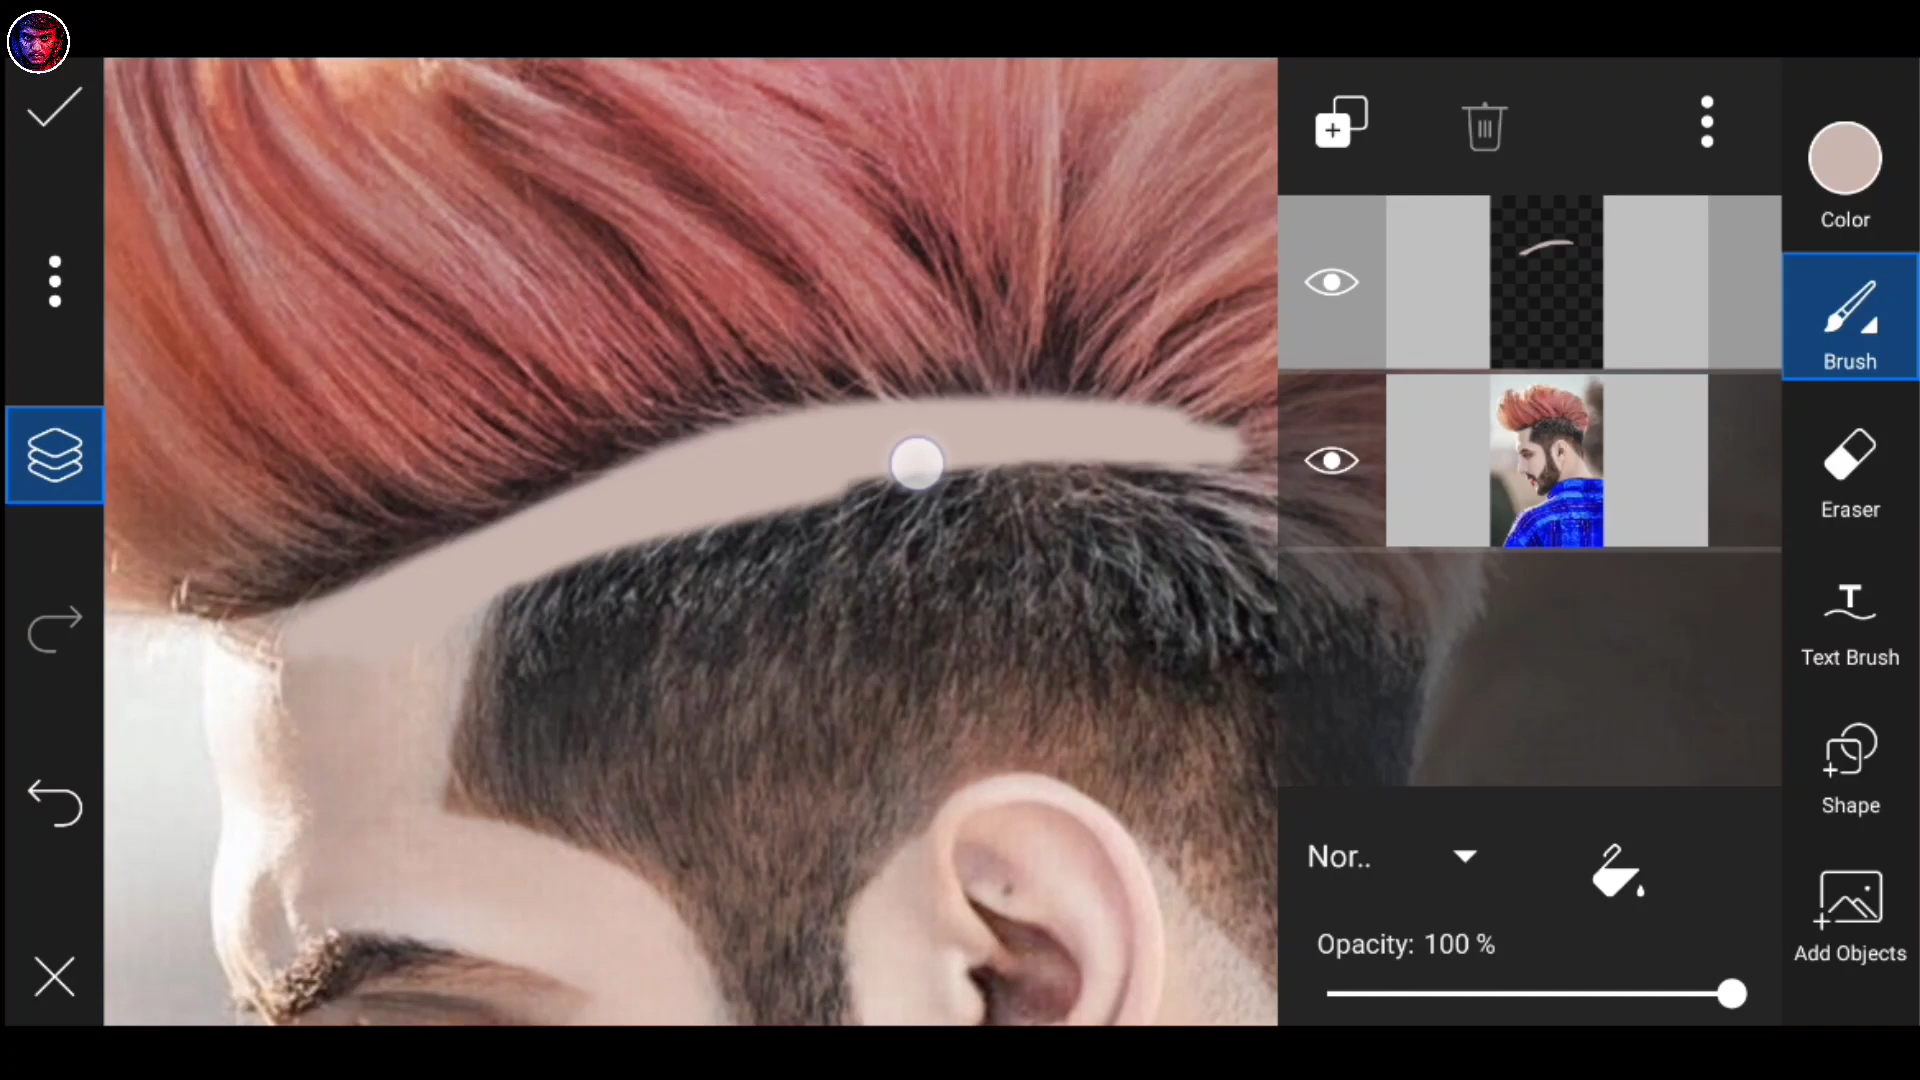 Color
Brush
Eraser
Text Brush
Shape
Add Objects
Nor..
Opacity: 100 %